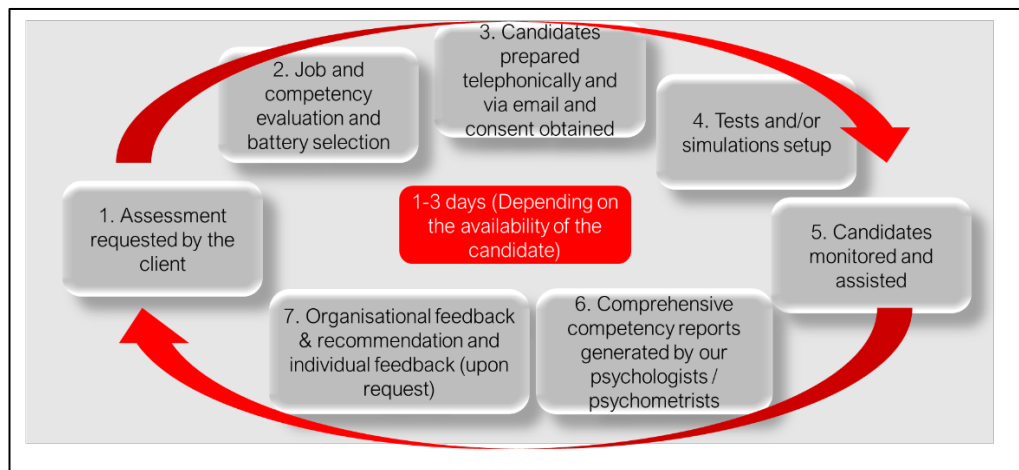 1. Assessment
requested by the
client
2. Job and
competency
evaluation and
battery selection
3. Candidates
prepared
telephonically and
via email and
consent obtained
4. Tests and/or
simulations setup
5. Candidates
monitored and
assisted
6. Comprehensive
competency reports
generated by our
psychologists /
psychometrists
7. Organisational feedback
& recommendation and
individual feedback (upon
request)
1-3 days (Depending on
the availability of the
candidate)